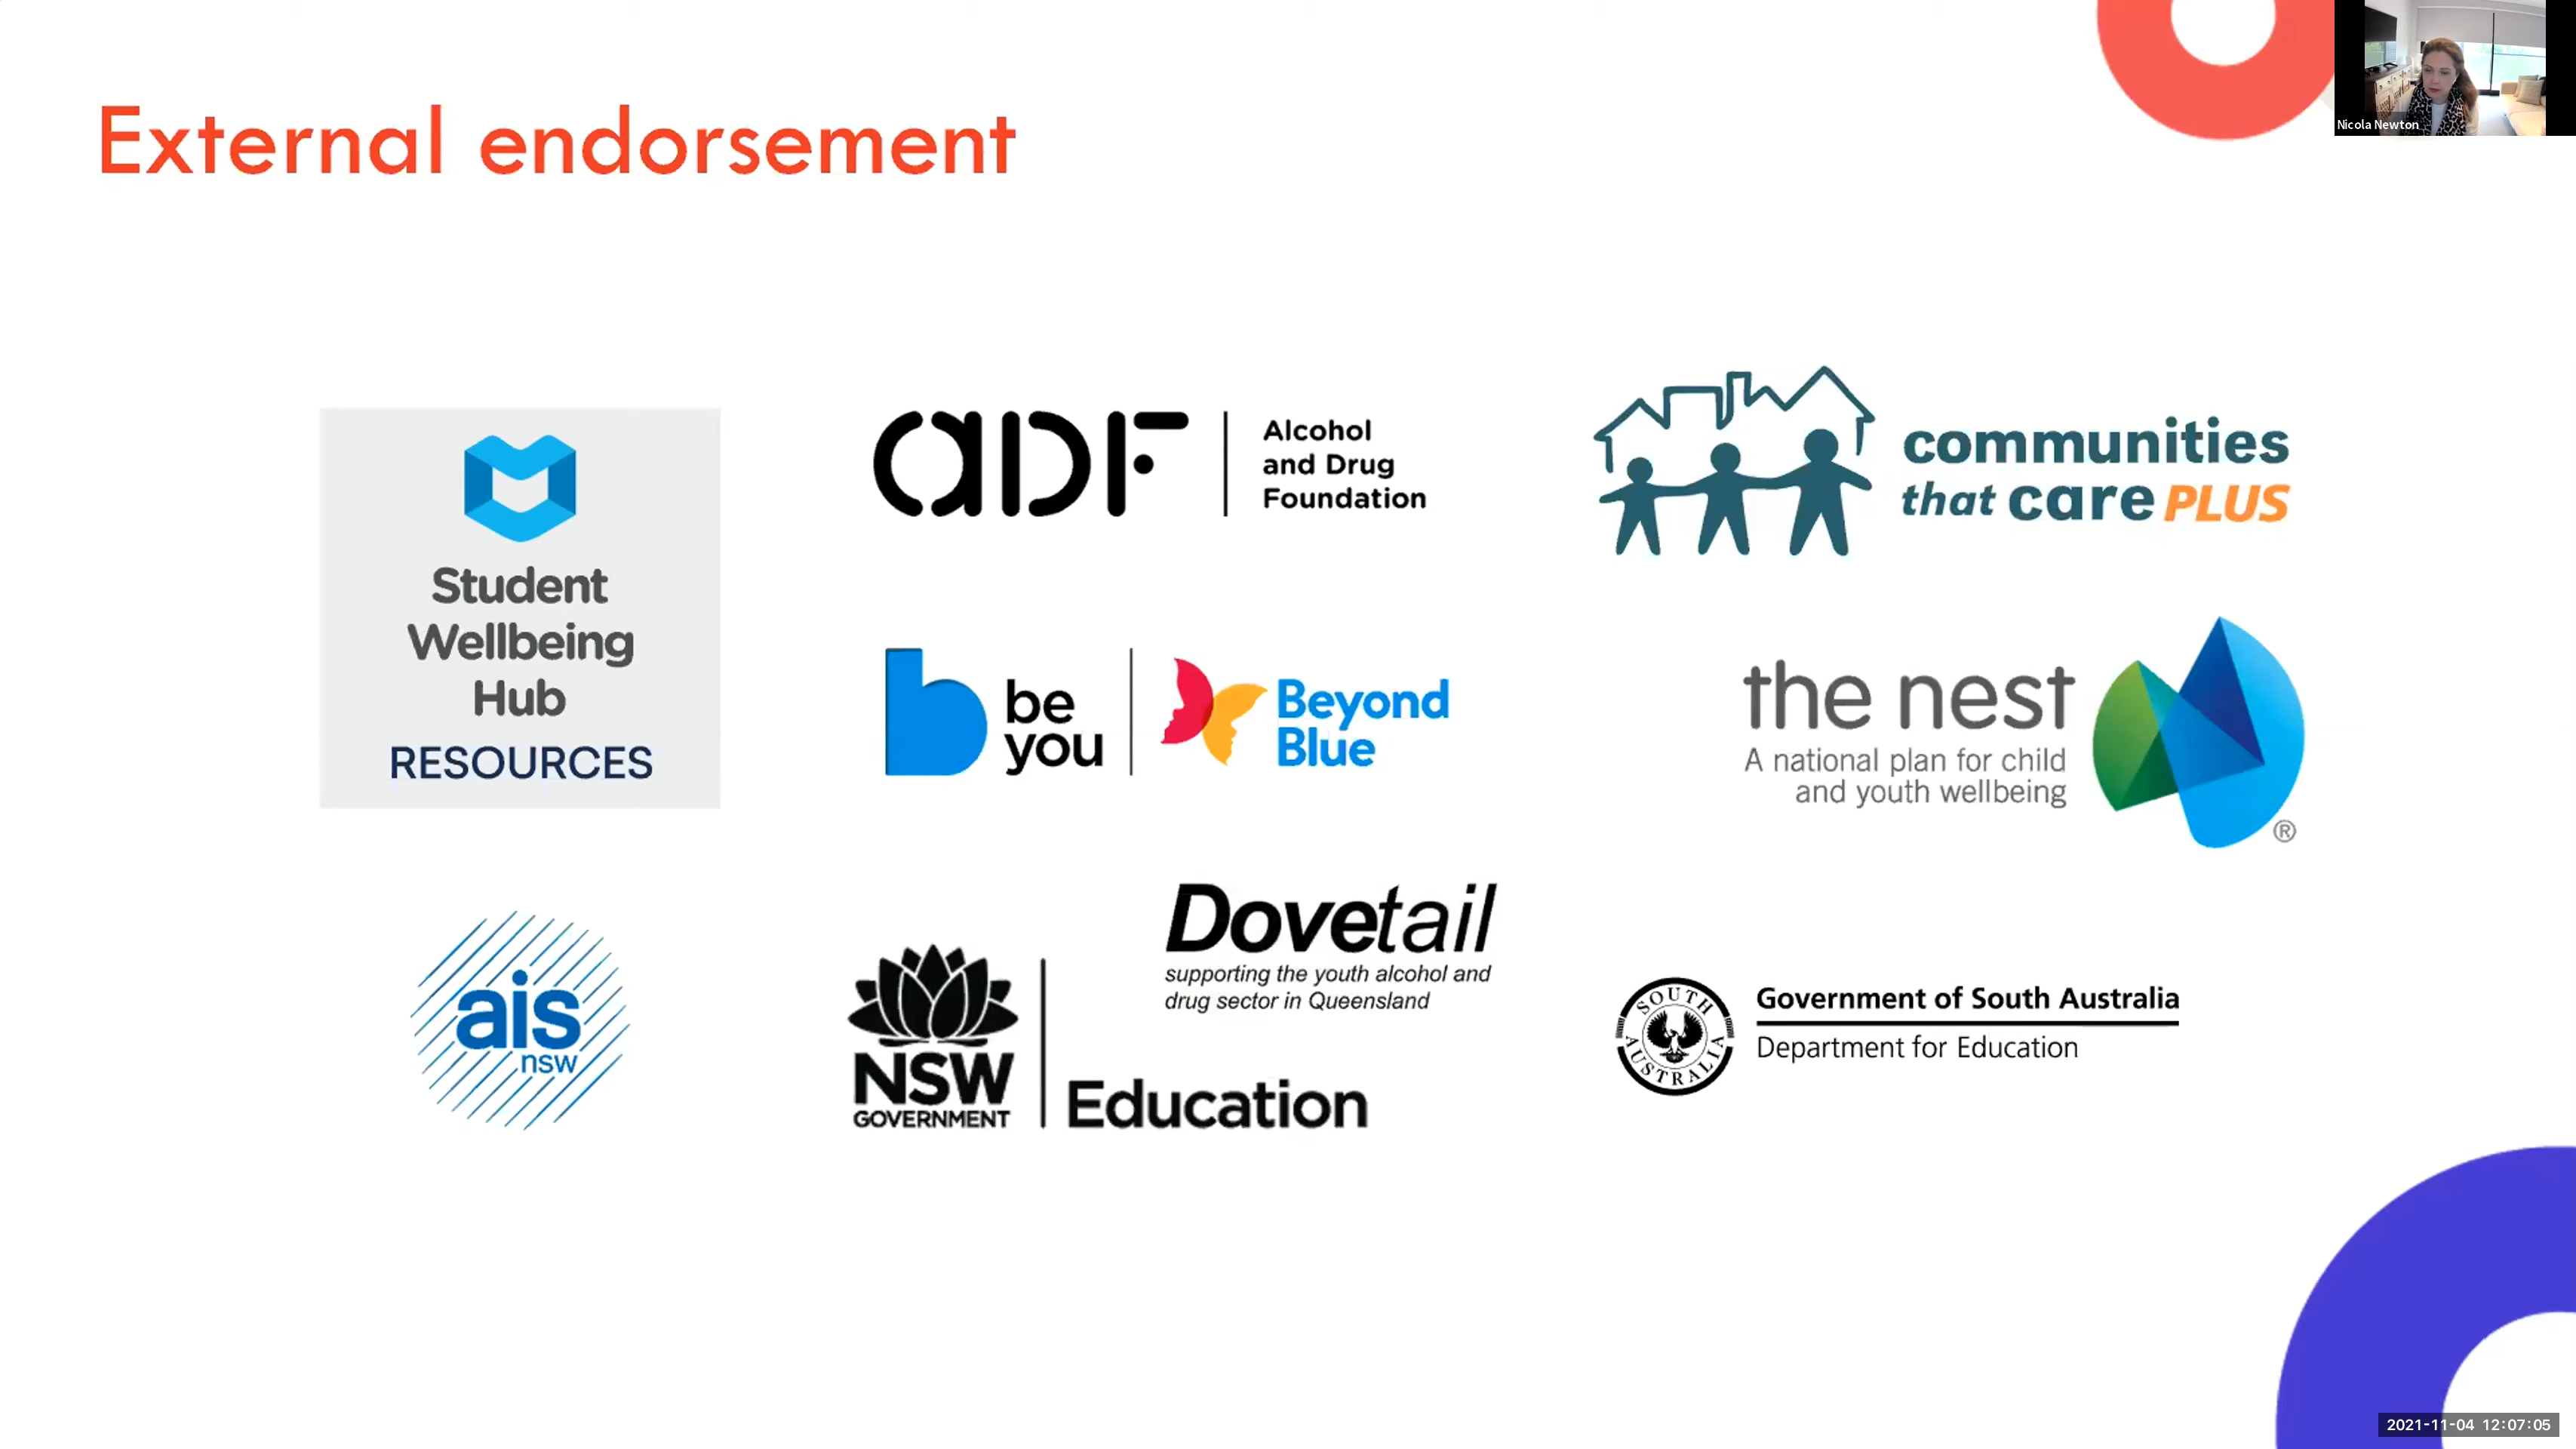 External endorsement
Nicola Newton
Student
Wellbeing
Hub
RESOURCES
aDF
Alcohol
and Drug
Foundation
communities
that care PLUS
b
be
you
Beyond
Blue
the nest
A national plan for child
and youth wellbeing
®
ais
nsw
Dovetail
supporting the youth alcohol and
drug sector in Queensland
NSW
GOVERNMENT
Education
SOUTH
AUSTRALIA
Government of South Australia
Department for Education
2021-11-04 12:07:05